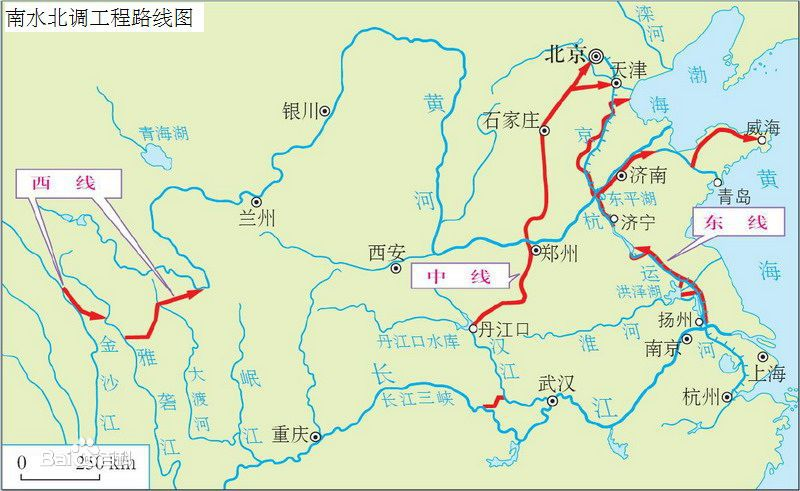 南水北调工程路线图
滦河
北京
天津
渤海
银川
黄河
石家庄
京杭运河
威海
青海湖
西线
济南
青岛
黄海
东平湖
兰州
济宁
东线
西安
郑州
中线
洪泽湖
丹江口
扬州
丹江口水库
汉江
淮河
南京
上海
金沙江
雅砻江
大渡河
岷江
长江
长江三峡
武汉
杭州
重庆
0 250 km
Bai 百科